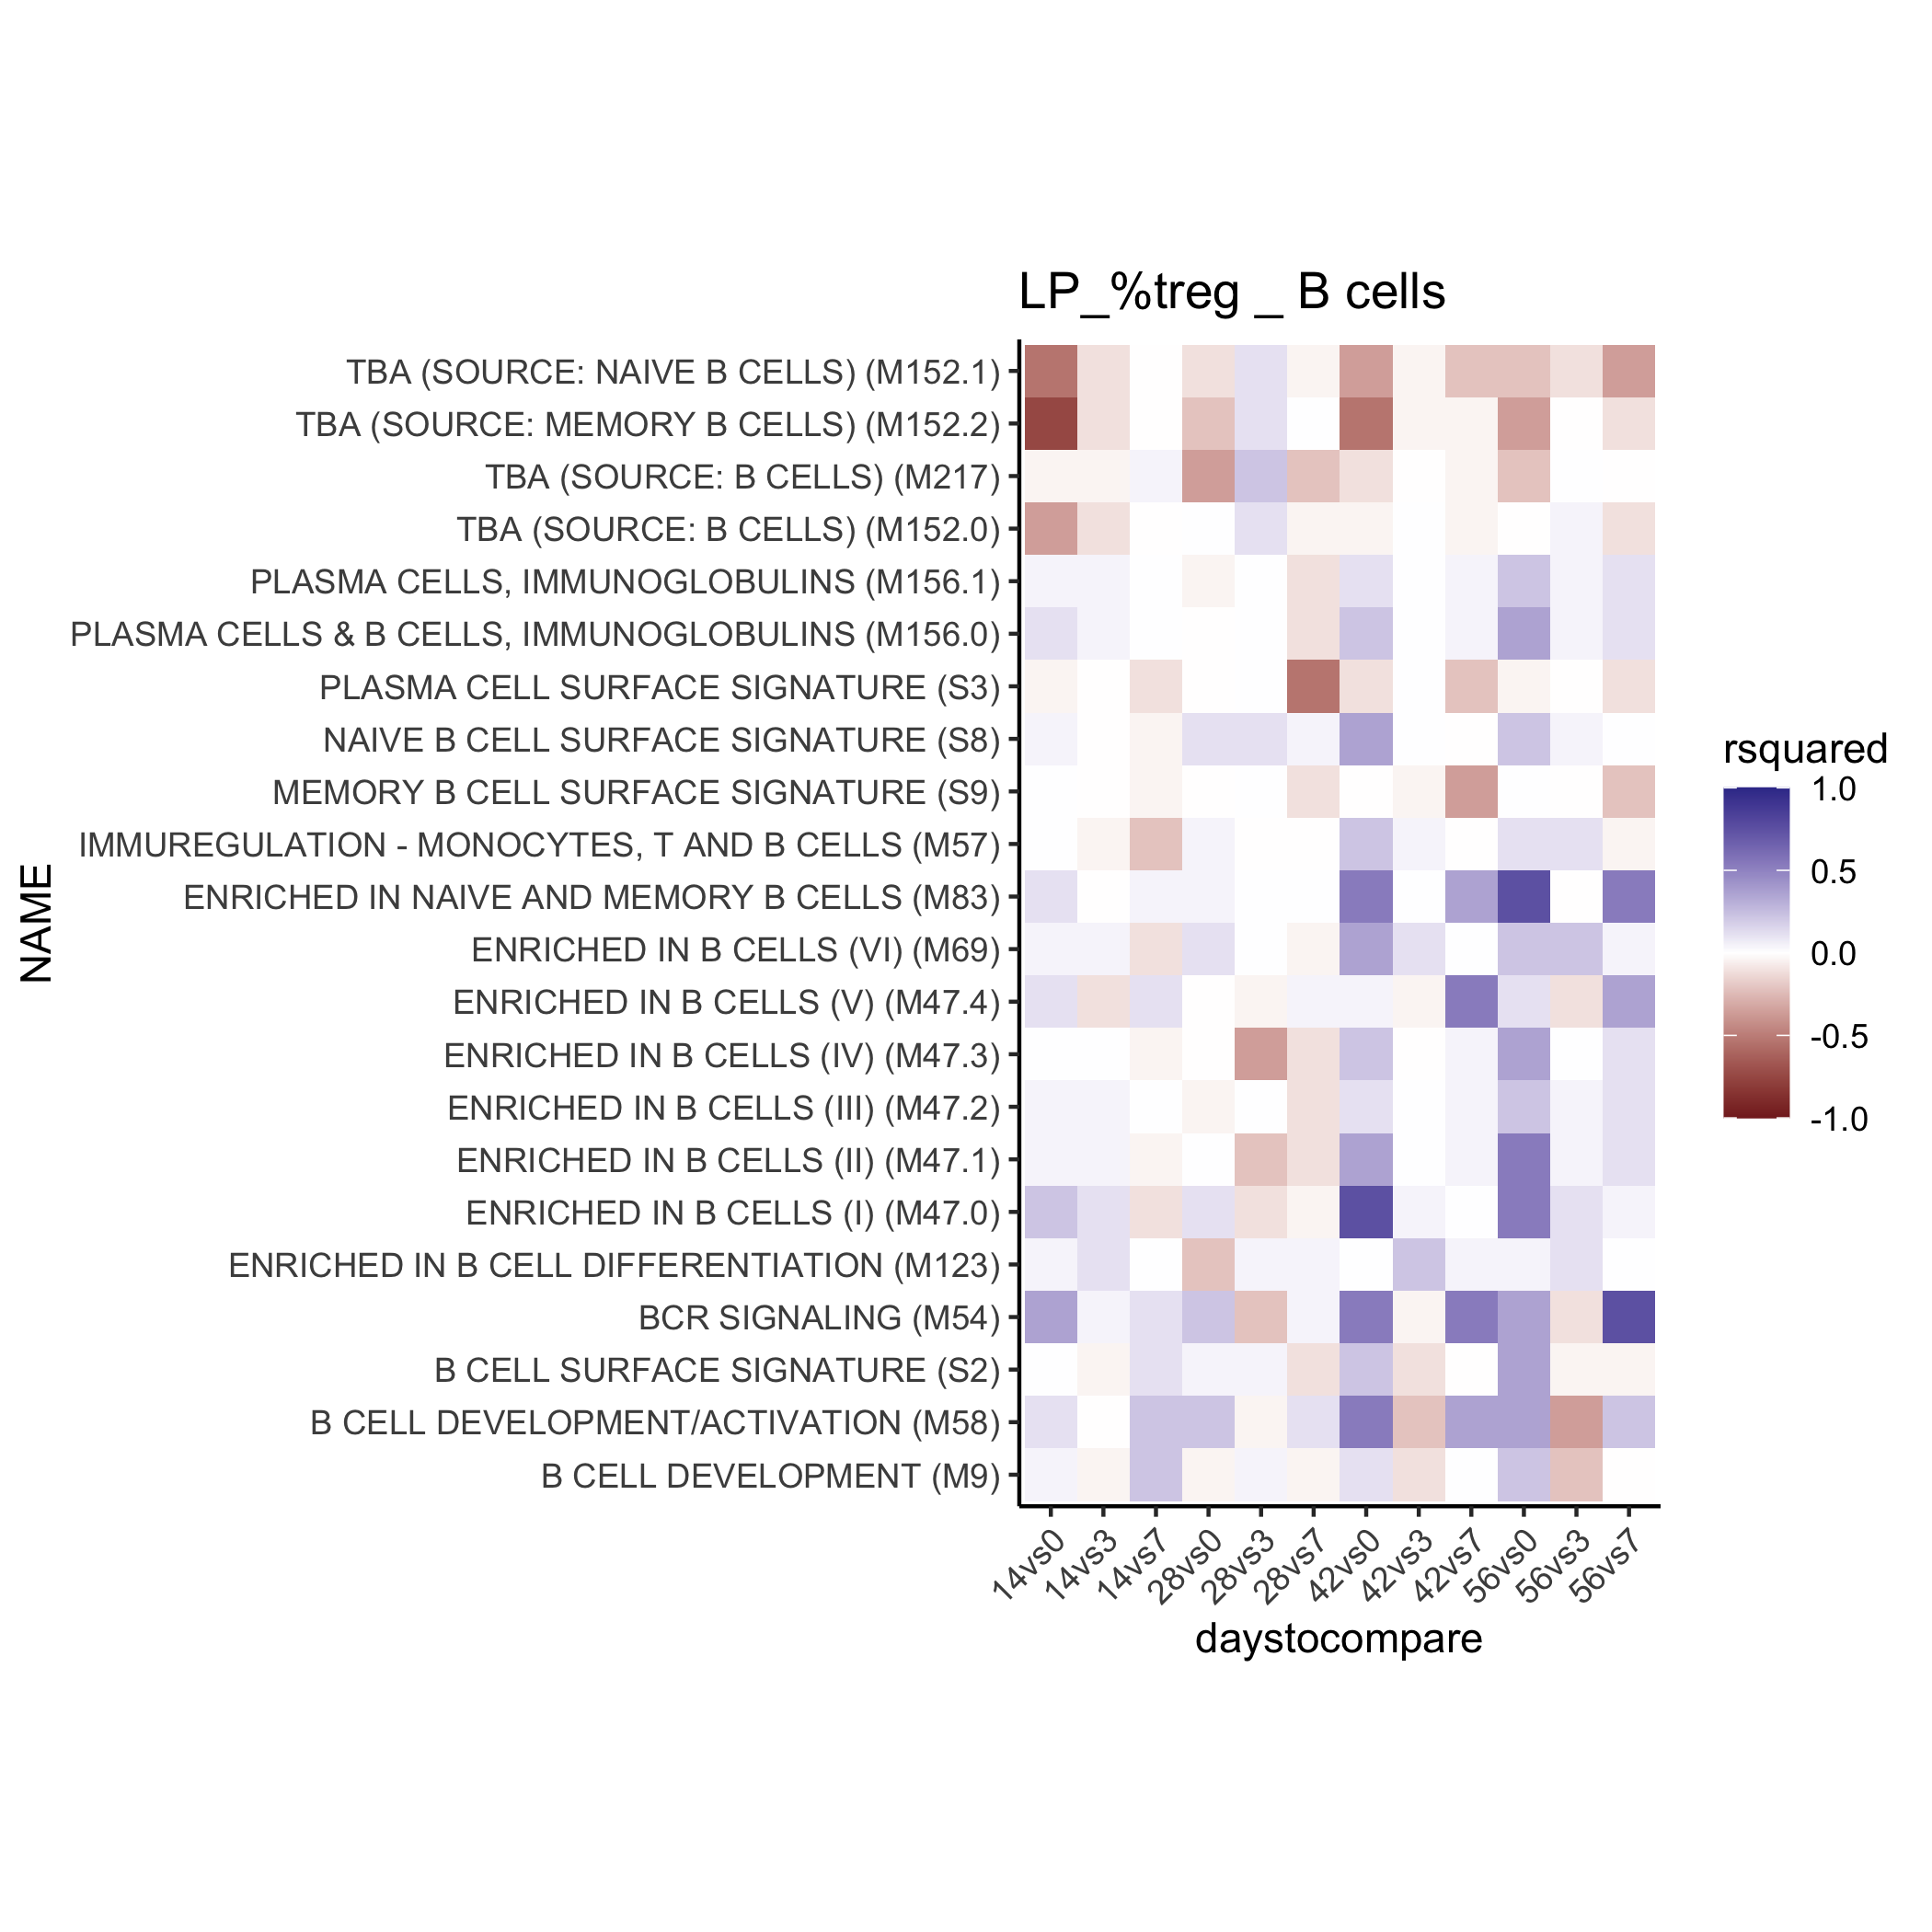 LP_%treg _ B cells
NAME
TBA (SOURCE: NAIVE B CELLS) (M152.1)
TBA (SOURCE: MEMORY B CELLS) (M152.2)
TBA (SOURCE: B CELLS) (M217)
TBA (SOURCE: B CELLS) (M152.0)
PLASMA CELLS, IMMUNOGLOBULINS (M156.1)
PLASMA CELLS & B CELLS, IMMUNOGLOBULINS (M156.0)
PLASMA CELL SURFACE SIGNATURE (S3)
NAIVE B CELL SURFACE SIGNATURE (S8)
MEMORY B CELL SURFACE SIGNATURE (S9)
IMMUREGULATION - MONOCYTES, T AND B CELLS (M57)
ENRICHED IN NAIVE AND MEMORY B CELLS (M83)
ENRICHED IN B CELLS (VI) (M69)
ENRICHED IN B CELLS (V) (M47.4)
ENRICHED IN B CELLS (IV) (M47.3)
ENRICHED IN B CELLS (III) (M47.2)
ENRICHED IN B CELLS (II) (M47.1)
ENRICHED IN B CELLS (I) (M47.0)
ENRICHED IN B CELL DIFFERENTIATION (M123)
BCR SIGNALING (M54)
B CELL SURFACE SIGNATURE (S2)
B CELL DEVELOPMENT/ACTIVATION (M58)
B CELL DEVELOPMENT (M9)
14vs0
14vs3
14vs7
28vs0
28vs3
28vs7
42vs0
42vs3
42vs7
56vs0
56vs3
56vs7
daystocompare
rsquared
1.0
0.5
0.0
-0.5
-1.0